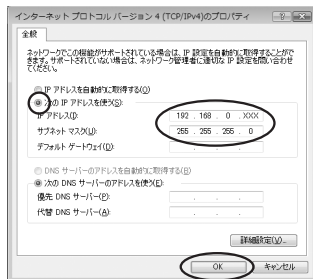 インターネット プロトコル バージョン 4 (TCP/IPv4)のプロパティ
全般
ネットワークでこの機能がサポートされている場合は、IP 設定を自動的に取得することがで
きます。サポートされていない場合は、ネットワーク管理者に適切な IP 設定を問い合わせ
てください。
IP アドレスを自動的に取得する(O)
次の IP アドレスを使う(S):
IP アドレス(I): 192 . 168 . 0 . XXX
サブネット マスク(U): 255 . 255 . 255 . 0
デフォルト ゲートウェイ(D): . . .
DNS サーバーのアドレスを自動的に取得する(B)
次の DNS サーバーのアドレスを使う(E):
優先 DNS サーバー(P): . . .
代替 DNS サーバー(A): . . .
詳細設定(V)...
OK キャンセル